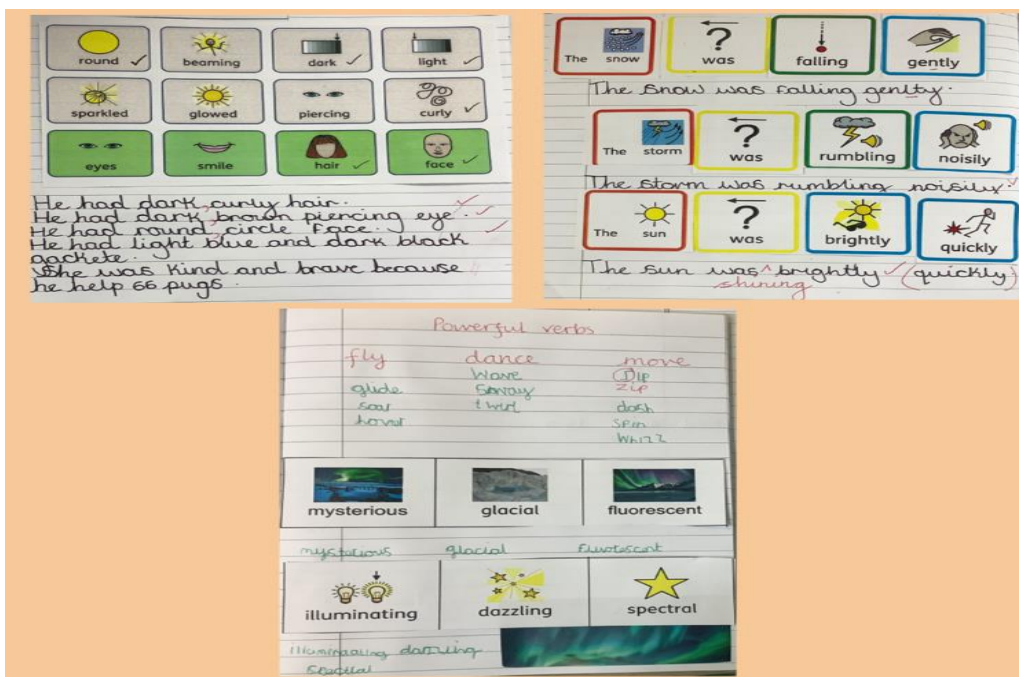 round beaming dark light
sparkled glowed piercing curly
eyes smile hair face
He had dark, curly hair.
He had dark, brown piercing eye.
He had round, circle face.
He had light blue and dark black
gackete.
She was kind and brave because
he help 66 pugs.
The snow was falling gently
The snow was falling genlty.
The storm was rumbling noisily
The storm was rumbling noisily.
The sun was brightly quickly
The sun was ^ brightly (quickly)
shining
Powerful verbs
fly dance move
wave Dip
glide Sway zip
soar twirl dash
hover spin
Whizz
mysterious glacial fluorescent
mysterious glacial fluorescent
illuminating dazzling spectral
illuminating dazzling
spectral